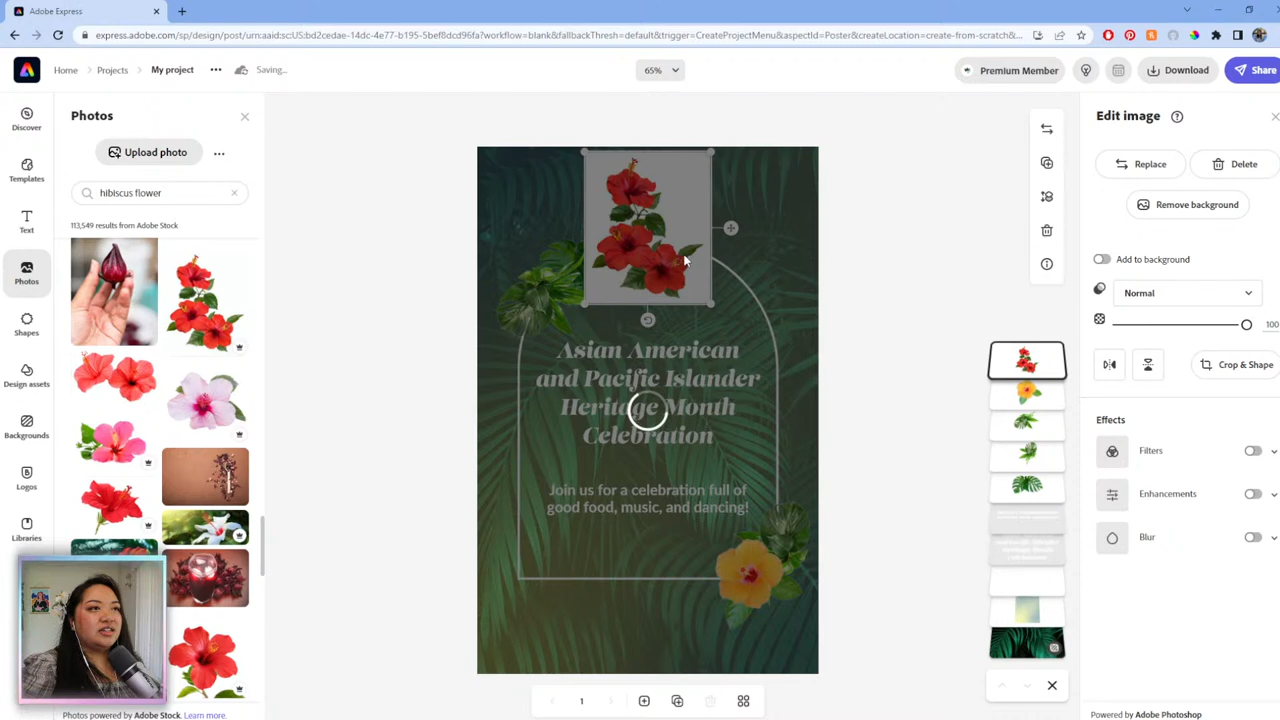 Adobe Express
express.adobe.com/sp/design/post/urn:aaid:sc:US:bd2cedae-14dc-4e77-b195-5bef8dcd96fa?workflow=blank&fallbackThresh=default&trigger=CreateProjectMenu&aspectId=Poster&createLocation=create-from-scratch&...
Home
Projects
My project
Saving...
65%
Premium Member
Download
Share
Discover
Templates
Text
Photos
Shapes
Design assets
Backgrounds
Logos
Libraries
Photos
Upload photo
hibiscus flower
113,549 results from Adobe Stock
Photos powered by Adobe Stock. Learn more.
Asian American
and Pacific Islander
Heritage Month
Celebration
Join us for a celebration full of
good food, music, and dancing!
1
Edit image
Replace
Delete
Remove background
Add to background
Normal
100
Crop & Shape
Effects
Filters
Enhancements
Blur
Powered by Adobe Photoshop